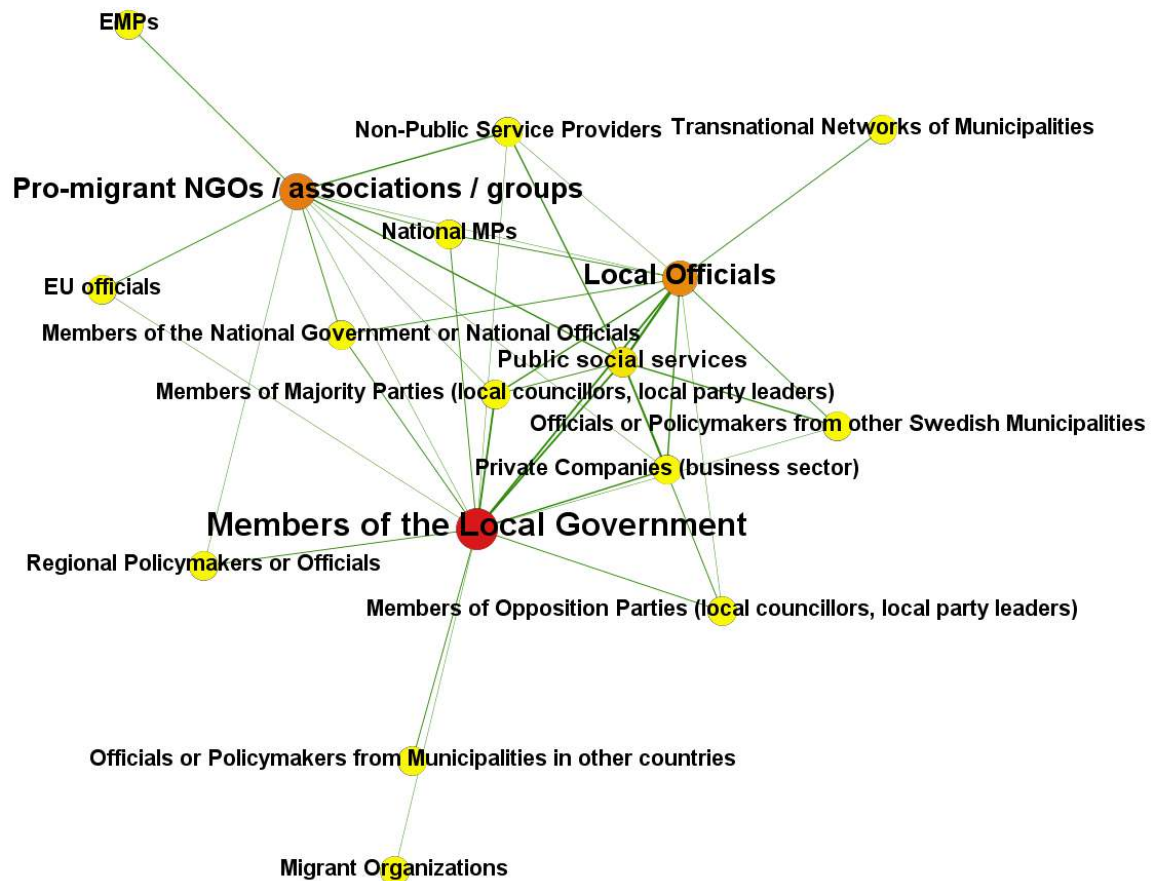 EMPs
Non-Public Service Providers
Transnational Networks of Municipalities
Pro-migrant NGOs / associations / groups
National MPs
Local Officials
EU officials
Members of the National Government or National Officials
Public social services
Members of Majority Parties (local councillors, local party leaders)
Officials or Policymakers from other Swedish Municipalities
Private Companies (business sector)
Members of the Local Government
Regional Policymakers or Officials
Members of Opposition Parties (local councillors, local party leaders)
Officials or Policymakers from Municipalities in other countries
Migrant Organizations